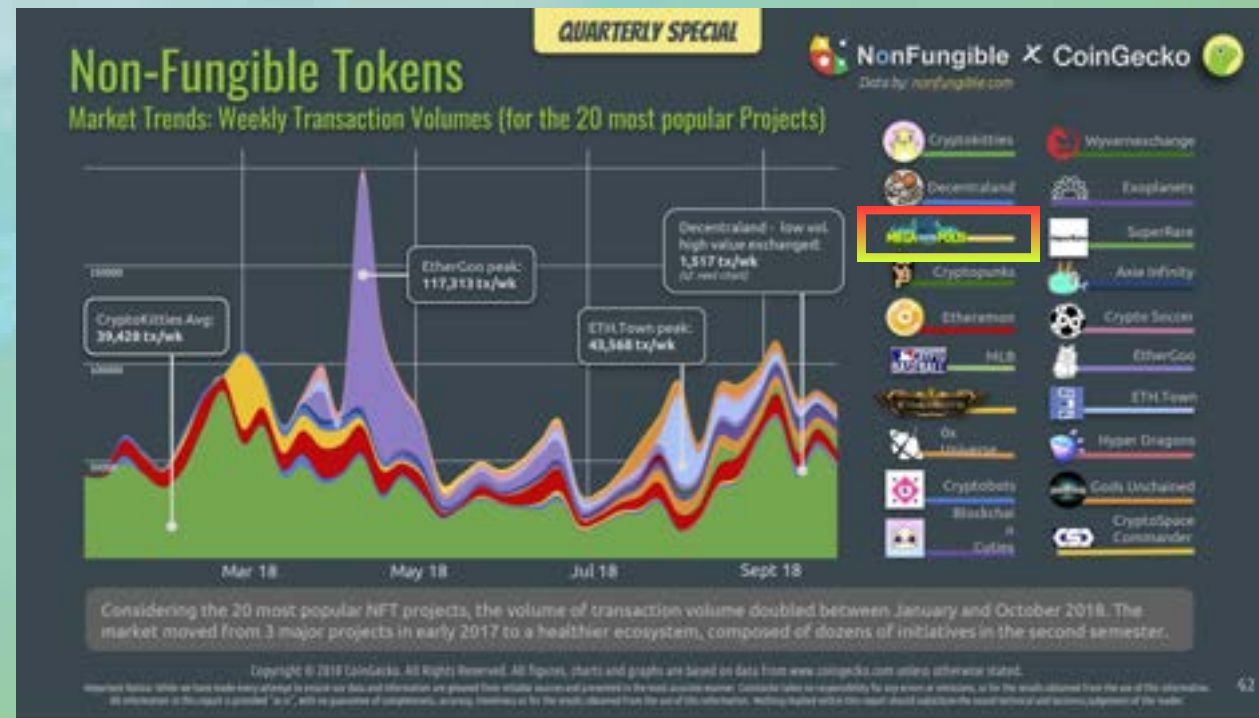 QUARTERLY SPECIAL
Non-Fungible Tokens
NonFungible X CoinGecko
Data by: nonfungible.com
Market Trends: Weekly Transaction Volumes (for the 20 most popular Projects)
Cryptokitties
Wyvernexchange
Decentraland
Exoplanets
MEGA POLIS
SuperRare
Cryptopunks
Axie Infinity
Etheremon
Crypto Soccer
MLB
EtherGoo
ETH.Town
0x Universe
Hyper Dragons
Cryptobots
Gods Unchained
Blockchai
n
Cuties
CryptoSpace
Commander
150000
100000
50000
CryptoKitties Avg:
39,428 tx/wk
EtherGoo peak:
117,313 tx/wk
ETH.Town peak:
43,568 tx/wk
Decentraland - low vol.
high value exchanged:
1,517 tx/wk
Mar 18
May 18
Jul 18
Sept 18
Considering the 20 most popular NFT projects, the volume of transaction volume doubled between January and October 2018. The
market moved from 3 major projects in early 2017 to a healthier ecosystem, composed of dozens of initiatives in the second semester.
Copyright © 2018 CoinGecko. All Rights Reserved. All figures, charts and graphs are based on data from www.coingecko.com unless otherwise stated.
62